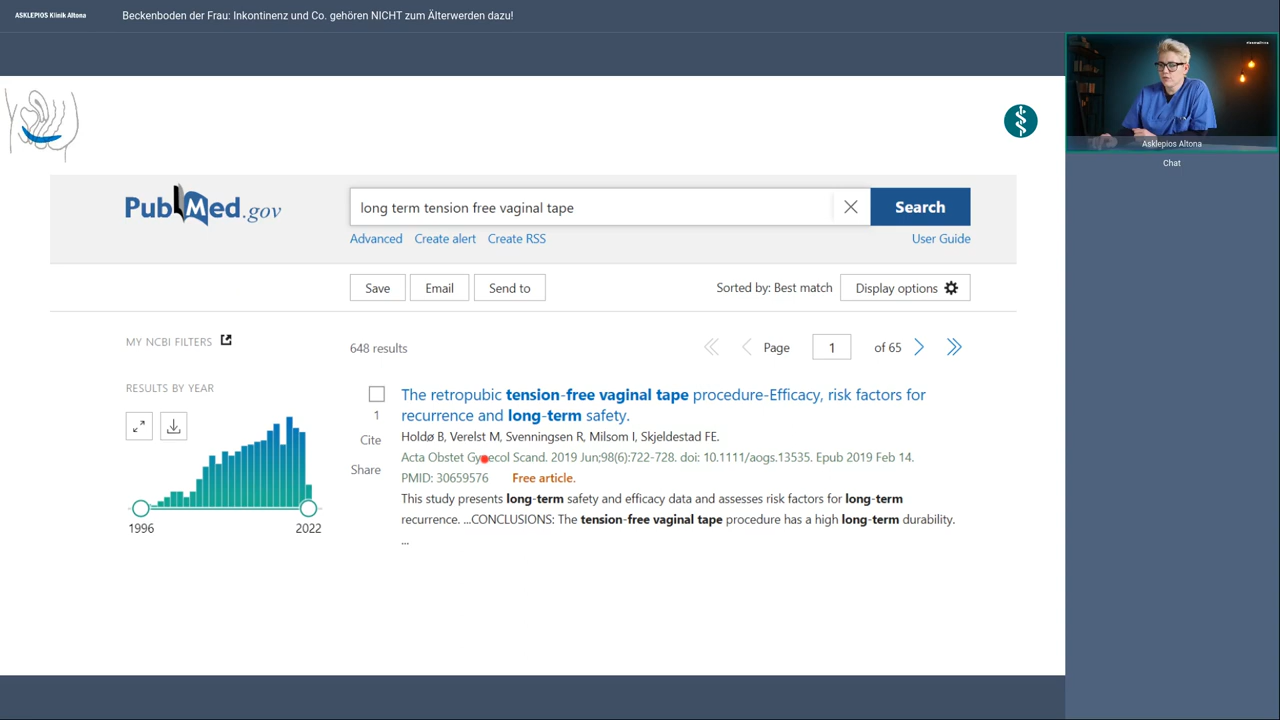 ASKLEPIOS Klinik Altona
Beckenboden der Frau: Inkontinenz und Co. gehören NICHT zum Älterwerden dazu!
Asklepios Altona
Chat
PubMed.gov
long term tension free vaginal tape
Search
Advanced Create alert Create RSS
User Guide
Save Email Send to
Sorted by: Best match
Display options
MY NCBI FILTERS
648 results
Page 1 of 65
RESULTS BY YEAR
1996 2022
1
Cite
Share
The retropubic tension-free vaginal tape procedure-Efficacy, risk factors for
recurrence and long-term safety.
Holdø B, Verelst M, Svenningsen R, Milsom I, Skjeldestad FE.
Acta Obstet Gynecol Scand. 2019 Jun;98(6):722-728. doi: 10.1111/aogs.13535. Epub 2019 Feb 14.
PMID: 30659576 Free article.
This study presents long-term safety and efficacy data and assesses risk factors for long-term
recurrence. ...CONCLUSIONS: The tension-free vaginal tape procedure has a high long-term durability.
...